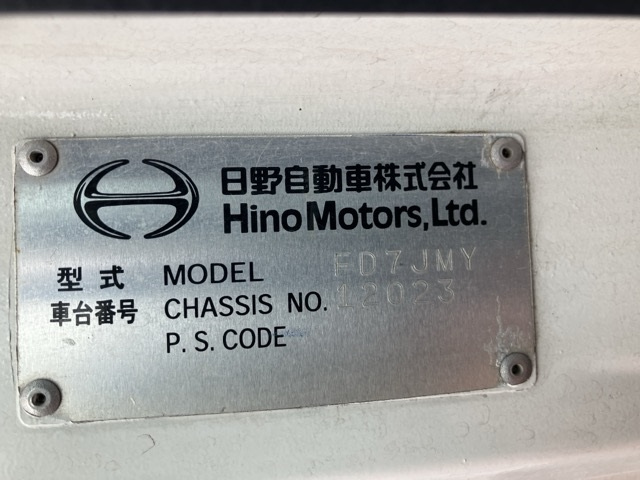 日野自動車株式会社
Hino Motors, Ltd.
型式 MODEL FD7JMY
車台番号 CHASSIS NO. 12023
P.S. CODE